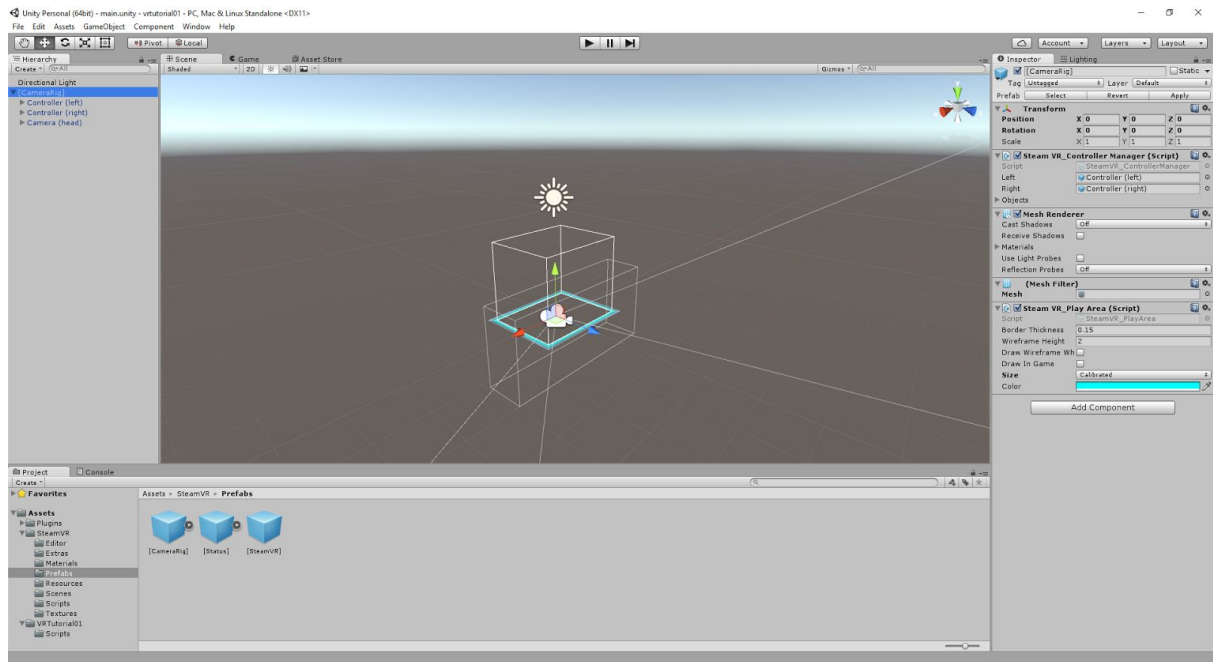 Unity Personal (64bit) - main.unity - vrtutorial01 - PC, Mac & Linux Standalone <DX11>
File Edit Assets GameObject Component Window Help
Pivot Local
Account Layers Layout
Hierarchy
Create All
Directional Light
[CameraRig]
Controller (left)
Controller (right)
Camera (head)
Scene Game Asset Store
Shaded 2D Gizmos All
y
Inspector Lighting
[CameraRig] Static
Tag Untagged Layer Default
Prefab Select Revert Apply
Transform
Position X 0 Y 0 Z 0
Rotation X 0 Y 0 Z 0
Scale X 1 Y 1 Z 1
Steam VR_Controller Manager (Script)
Script SteamVR_ControllerManager
Left Controller (left)
Right Controller (right)
Objects
Mesh Renderer
Cast Shadows Off
Receive Shadows
Materials
Use Light Probes
Reflection Probes Off
(Mesh Filter)
Mesh
Steam VR_Play Area (Script)
Script SteamVR_PlayArea
Border Thickness 0.15
Wireframe Height 2
Draw Wireframe Wh
Draw In Game
Size Calibrated
Color
Add Component
Project Console
Create
Favorites
Assets
Plugins
SteamVR
Editor
Extras
Materials
Prefabs
Resources
Scenes
Scripts
Textures
VRTutorial01
Scripts
Assets SteamVR Prefabs
[CameraRig] [Status] [SteamVR]